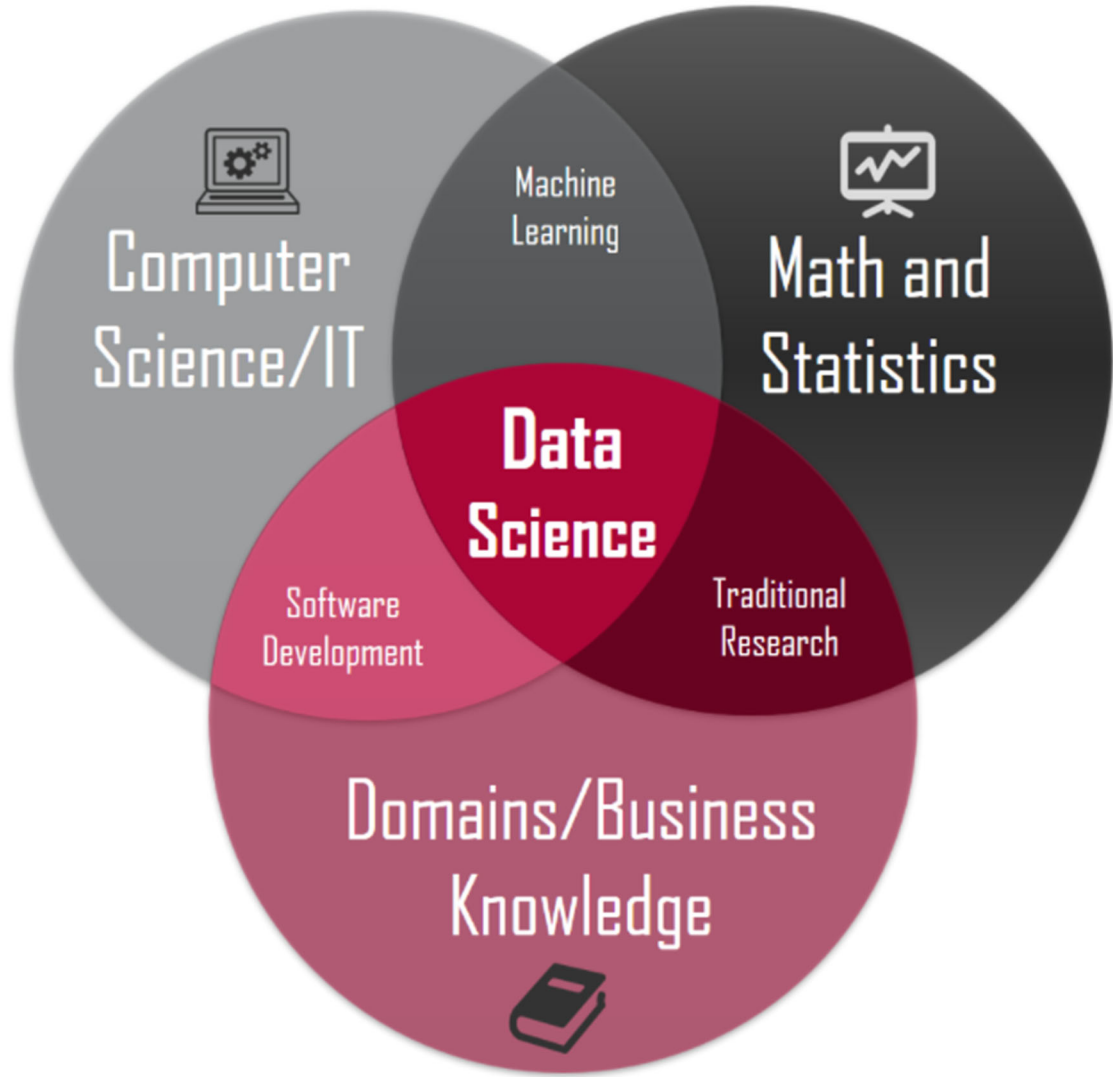 Machine
Learning
Computer
Science/IT
Math and
Statistics
Data
Science
Software
Development
Traditional
Research
Domains/Business
Knowledge